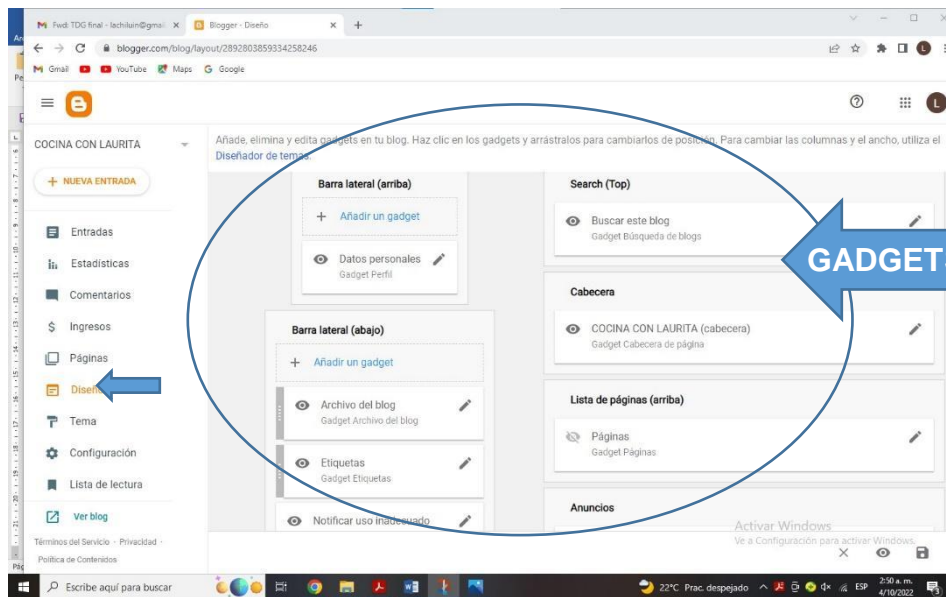 Fwd: TDG final - lachiluin@gmai
Blogger - Diseño
blogger.com/blog/layout/2892803859334258246
Gmail
YouTube
Maps
Google
COCINA CON LAURITA
+ NUEVA ENTRADA
Entradas
Estadísticas
Comentarios
Ingresos
Páginas
Diseñ
Tema
Configuración
Lista de lectura
Ver blog
Términos del Servicio · Privacidad ·
Política de Contenidos
Añade, elimina y edita gadgets en tu blog. Haz clic en los gadgets y arrástralos para cambiarlos de posición. Para cambiar las columnas y el ancho, utiliza el
Diseñador de temas.
Barra lateral (arriba)
+ Añadir un gadget
Datos personales
Gadget Perfil
Barra lateral (abajo)
+ Añadir un gadget
Archivo del blog
Gadget Archivo del blog
Etiquetas
Gadget Etiquetas
Notificar uso inadecuado
Search (Top)
Buscar este blog
Gadget Búsqueda de blogs
Cabecera
COCINA CON LAURITA (cabecera)
Gadget Cabecera de página
Lista de páginas (arriba)
Páginas
Gadget Páginas
Anuncios
GADGET
L
L
Activar Windows
Ve a Configuración para activar Windows.
Escribe aquí para buscar
22°C Prac. despejado
ESP
2:50 a. m.
4/10/2022